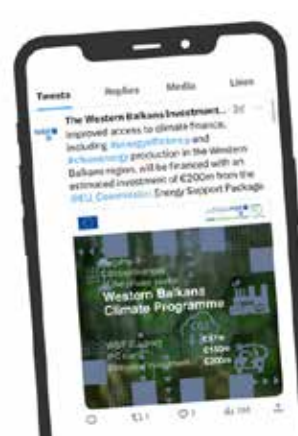 Tweets Replies Media Likes
The Western Balkans Investment... · 2d
improved access to climate finance,
including #energyefficiency and
#cleanenergy production in the Western
Balkans region, will be financed with an
estimated investment of €200m from the
@EU_Commission Energy Support Package
Western Balkans
Climate Programme
€150m
€200m